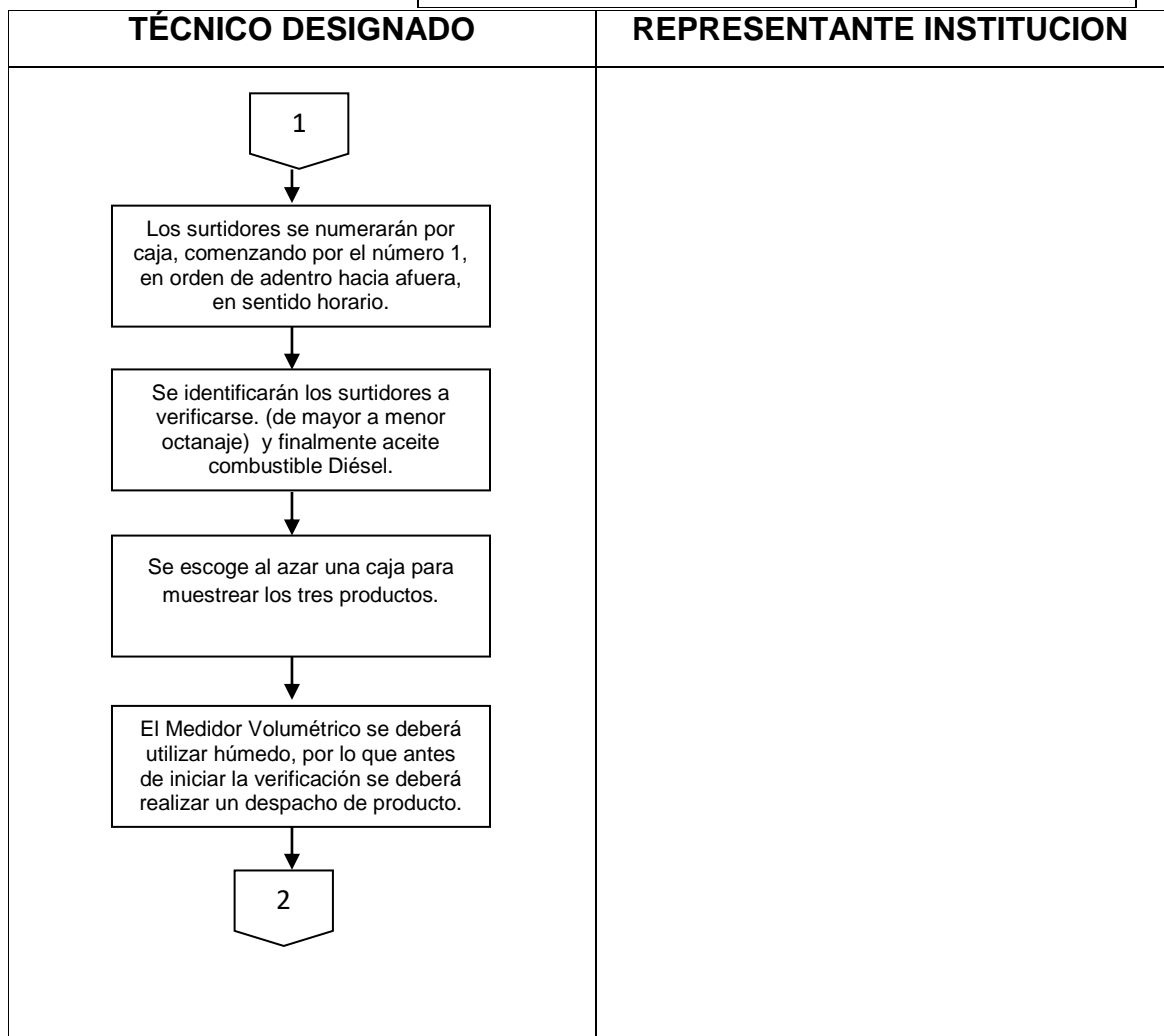 TÉCNICO DESIGNADO
REPRESENTANTE INSTITUCION
1
Los surtidores se numerarán por
caja, comenzando por el número 1,
en orden de adentro hacia afuera,
en sentido horario.
Se identificarán los surtidores a
verificarse. (de mayor a menor
octanaje) y finalmente aceite
combustible Diésel.
Se escoge al azar una caja para
muestrear los tres productos.
El Medidor Volumétrico se deberá
utilizar húmedo, por lo que antes
de iniciar la verificación se deberá
realizar un despacho de producto.
2